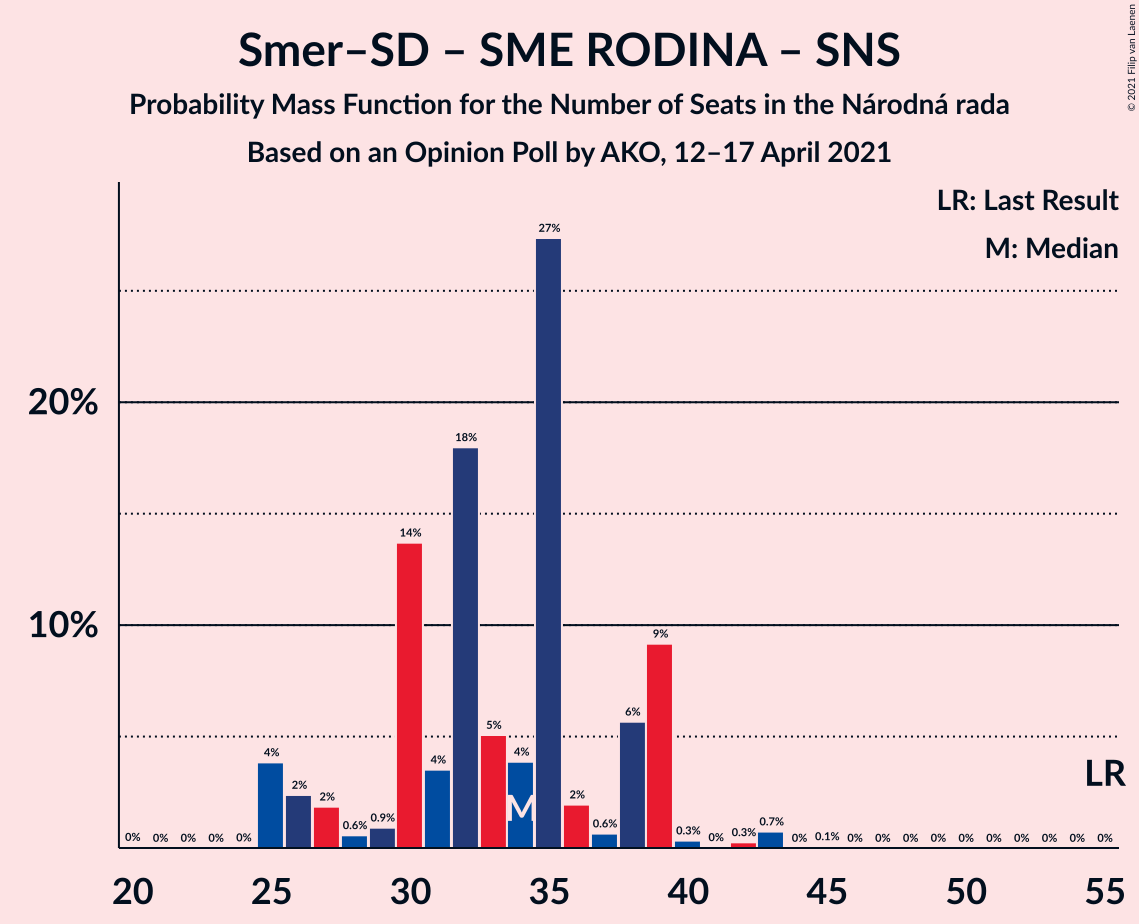 Smer–SD – SME RODINA – SNS
Probability Mass Function for the Number of Seats in the Národná rada
Based on an Opinion Poll by AKO, 12–17 April 2021
© 2021 Filip van Laenen
LR: Last Result
M: Median
27%
20%
18%
14%
10%
9%
6%
5%
4% 4% 4%
LR
2% 2% 2%
M
0% 0% 0% 0% 0% 0.6% 0.9% 0.6% 0.3% 0% 0.3% 0.7% 0% 0.1% 0% 0% 0% 0% 0% 0% 0% 0% 0% 0%
20 25 30 35 40 45 50 55